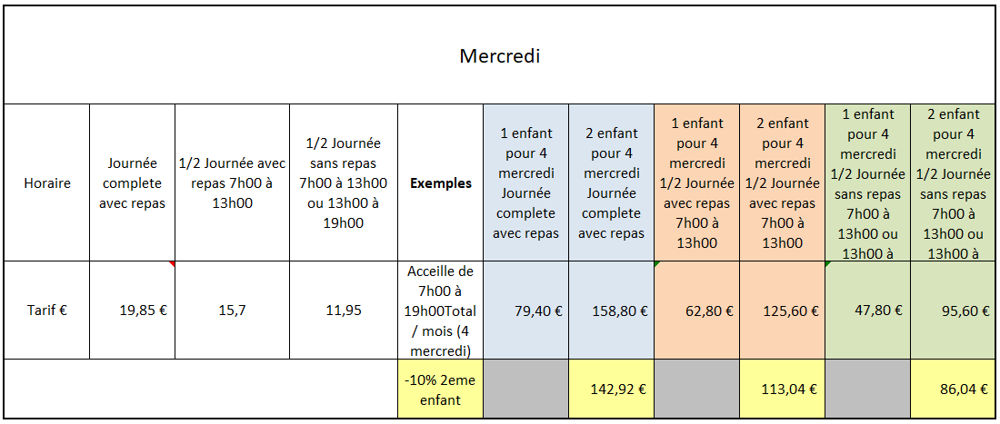 Mercredi
Horaire
Journée
complete
avec repas
1/2 Journée avec
repas 7h00 à
13h00
1/2 Journée
sans repas
7h00 à 13h00
ou 13h00 à
19h00
Exemples
1 enfant
pour 4
mercredi
Journée
complete
avec repas
2 enfant
pour 4
mercredi
Journée
complete
avec repas
1 enfant
pour 4
mercredi
1/2 Journée
avec repas
7h00 à
13h00
2 enfant
pour 4
mercredi
1/2 Journée
avec repas
7h00 à
13h00
1 enfant
pour 4
mercredi
1/2 Journée
sans repas
7h00 à
13h00 ou
13h00 à
2 enfant
pour 4
mercredi
1/2 Journée
sans repas
7h00 à
13h00 ou
13h00 à
Tarif €
19,85 €
15,7
11,95
Acceille de
7h00 à
19h00Total
/ mois (4
mercredi)
79,40 €
158,80 €
62,80 €
125,60 €
47,80 €
95,60 €
-10% 2eme
enfant
142,92 €
113,04 €
86,04 €